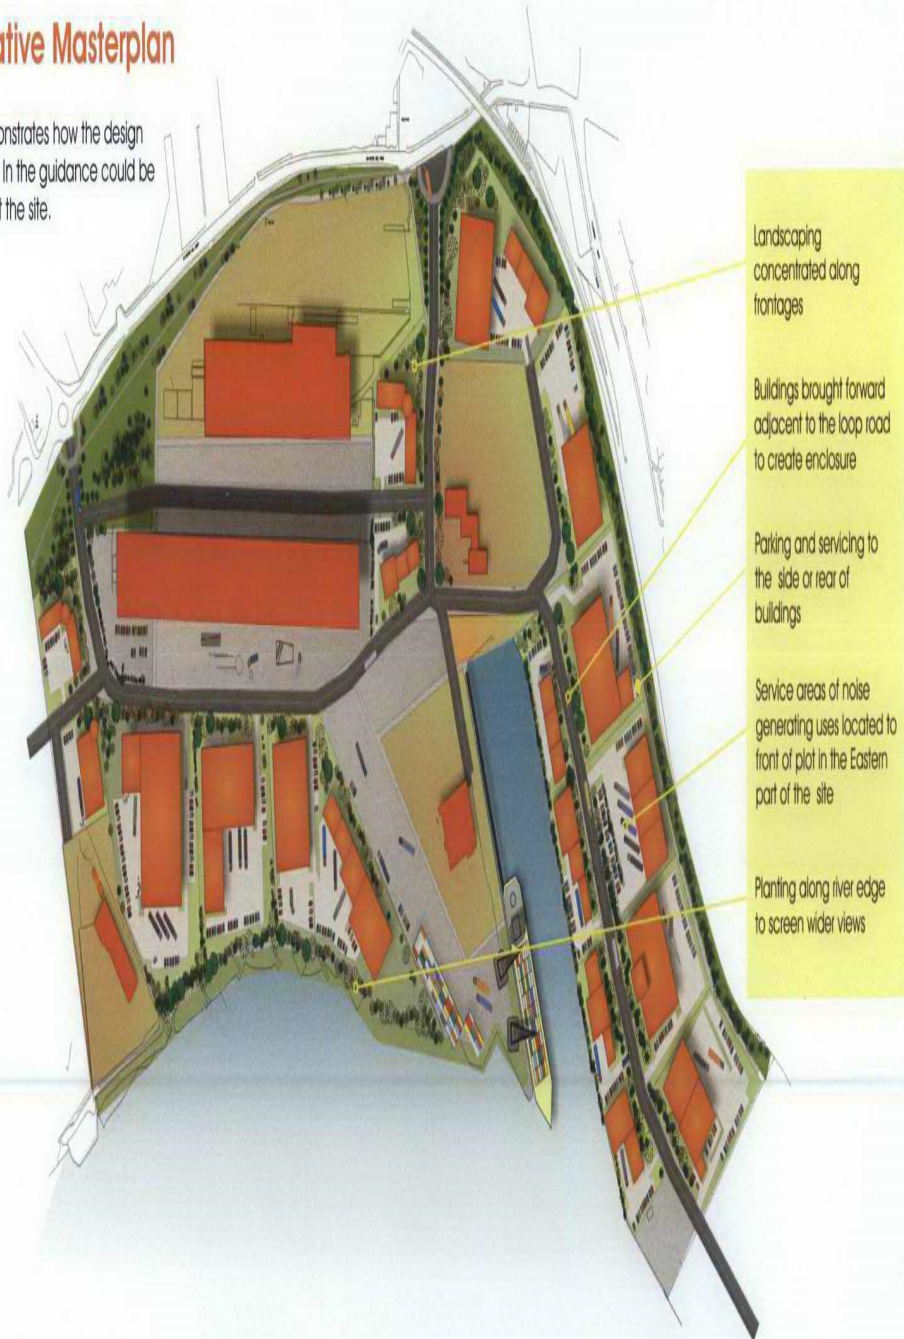 ative Masterplan
onstrates how the design
In the guidance could be
t the site.
Landscaping
concentrated along
frontages
Buildings brought forward
adjacent to the loop road
to create enclosure
Parking and servicing to
the side or rear of
buildings
Service areas of noise
generating uses located to
front of plot in the Eastern
part of the site
Planting along river edge
to screen wider views